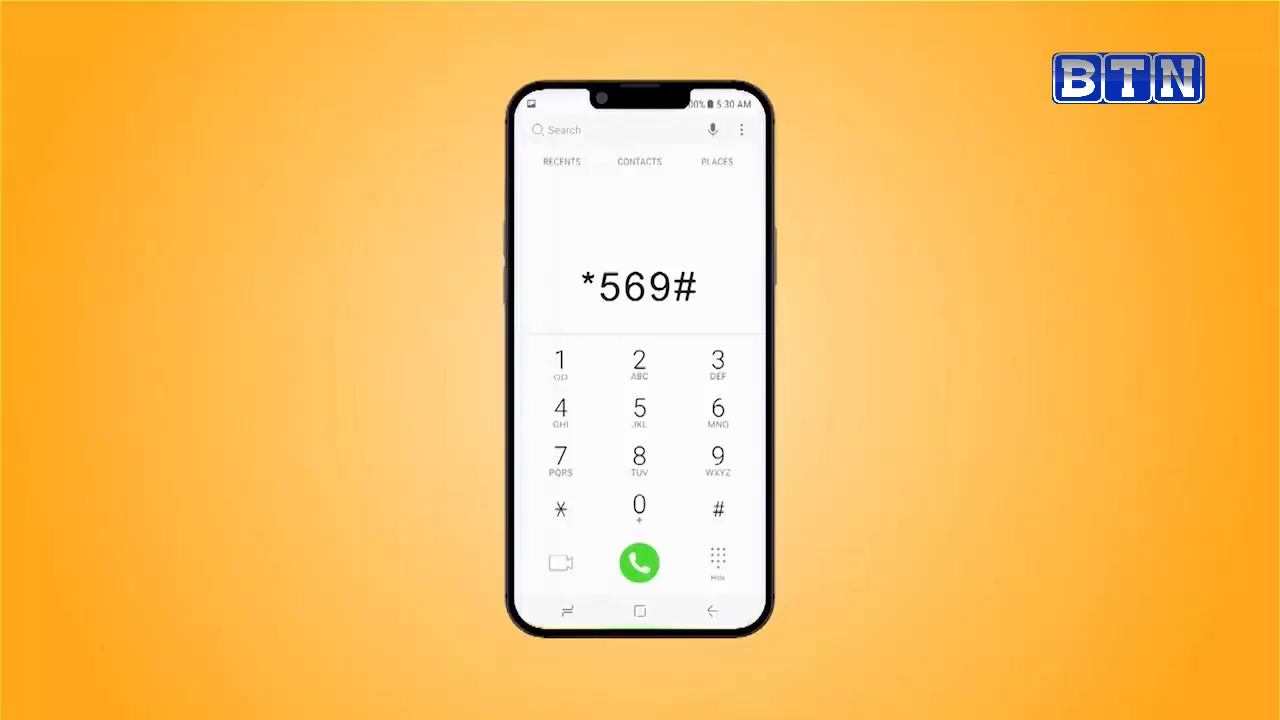 BTN
00% 5:30 AM
Search
RECENTS CONTACTS PLACES
*569#
1 2 3
ABC DEF
4 5 6
GHI JKL MNO
7 8 9
PQRS TUV WXYZ
* 0 #
+
Hide